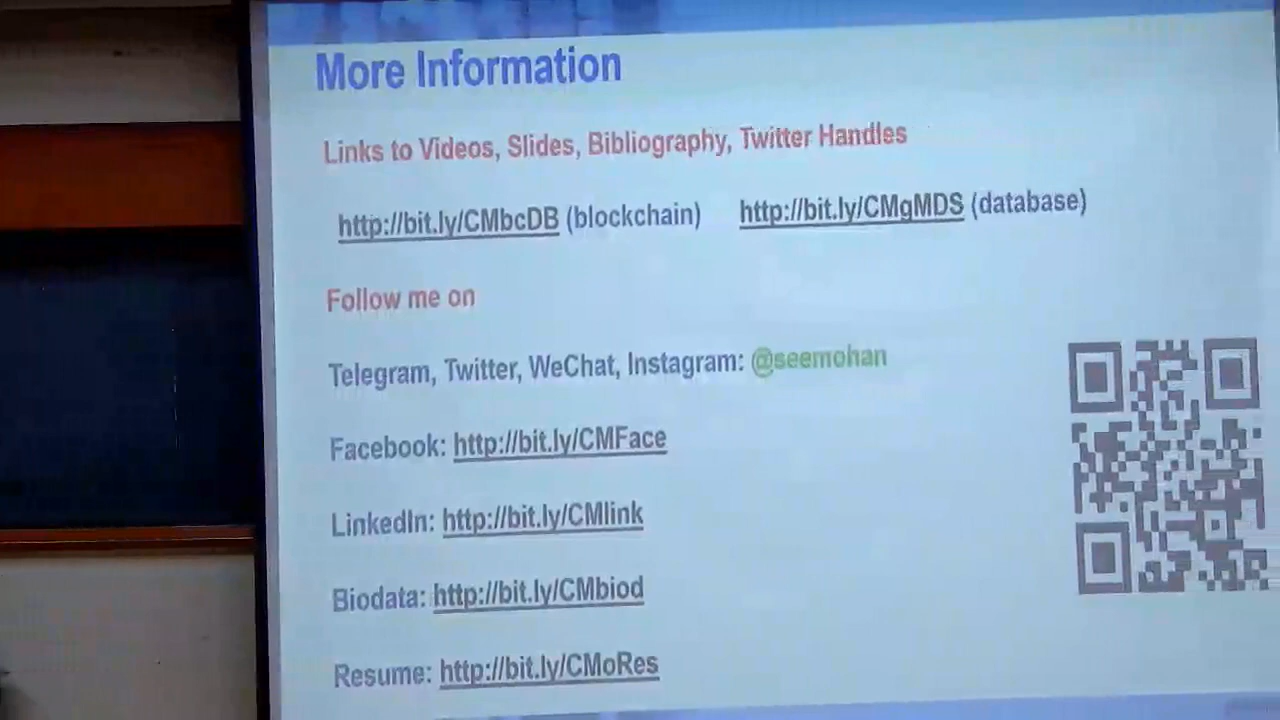 More Information
Links to Videos, Slides, Bibliography, Twitter Handles
http://bit.ly/CMbcDB (blockchain) http://bit.ly/CMgMDS (database)
Follow me on
Telegram, Twitter, WeChat, Instagram: @seemohan
Facebook: http://bit.ly/CMFace
LinkedIn: http://bit.ly/CMlink
Biodata: http://bit.ly/CMbiod
Resume: http://bit.ly/CMoRes